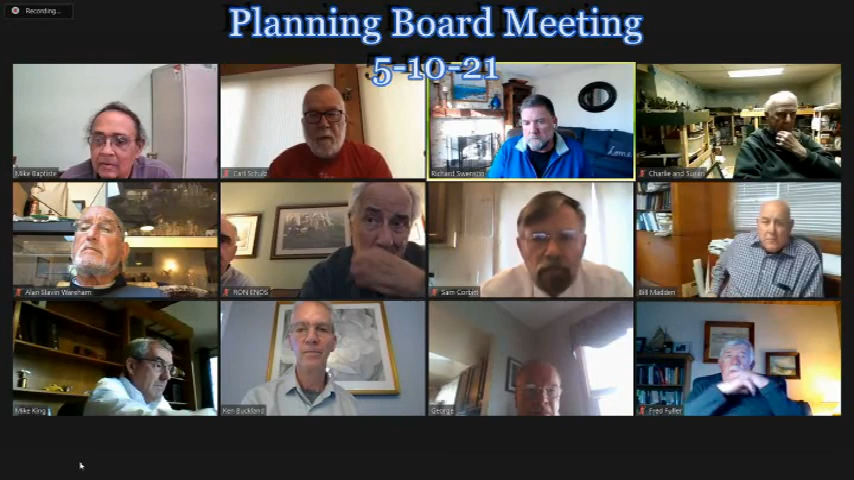 Recording...
Planning Board Meeting
5-10-21
Mike Baptiste
Carl Schulz
Richard Swenson
Charlie and Susan
Alan Slavin Wareham
RON ENOS
Sam Corbitt
Bill Madden
Mike King
Ken Buckland
George
Fred Fuller